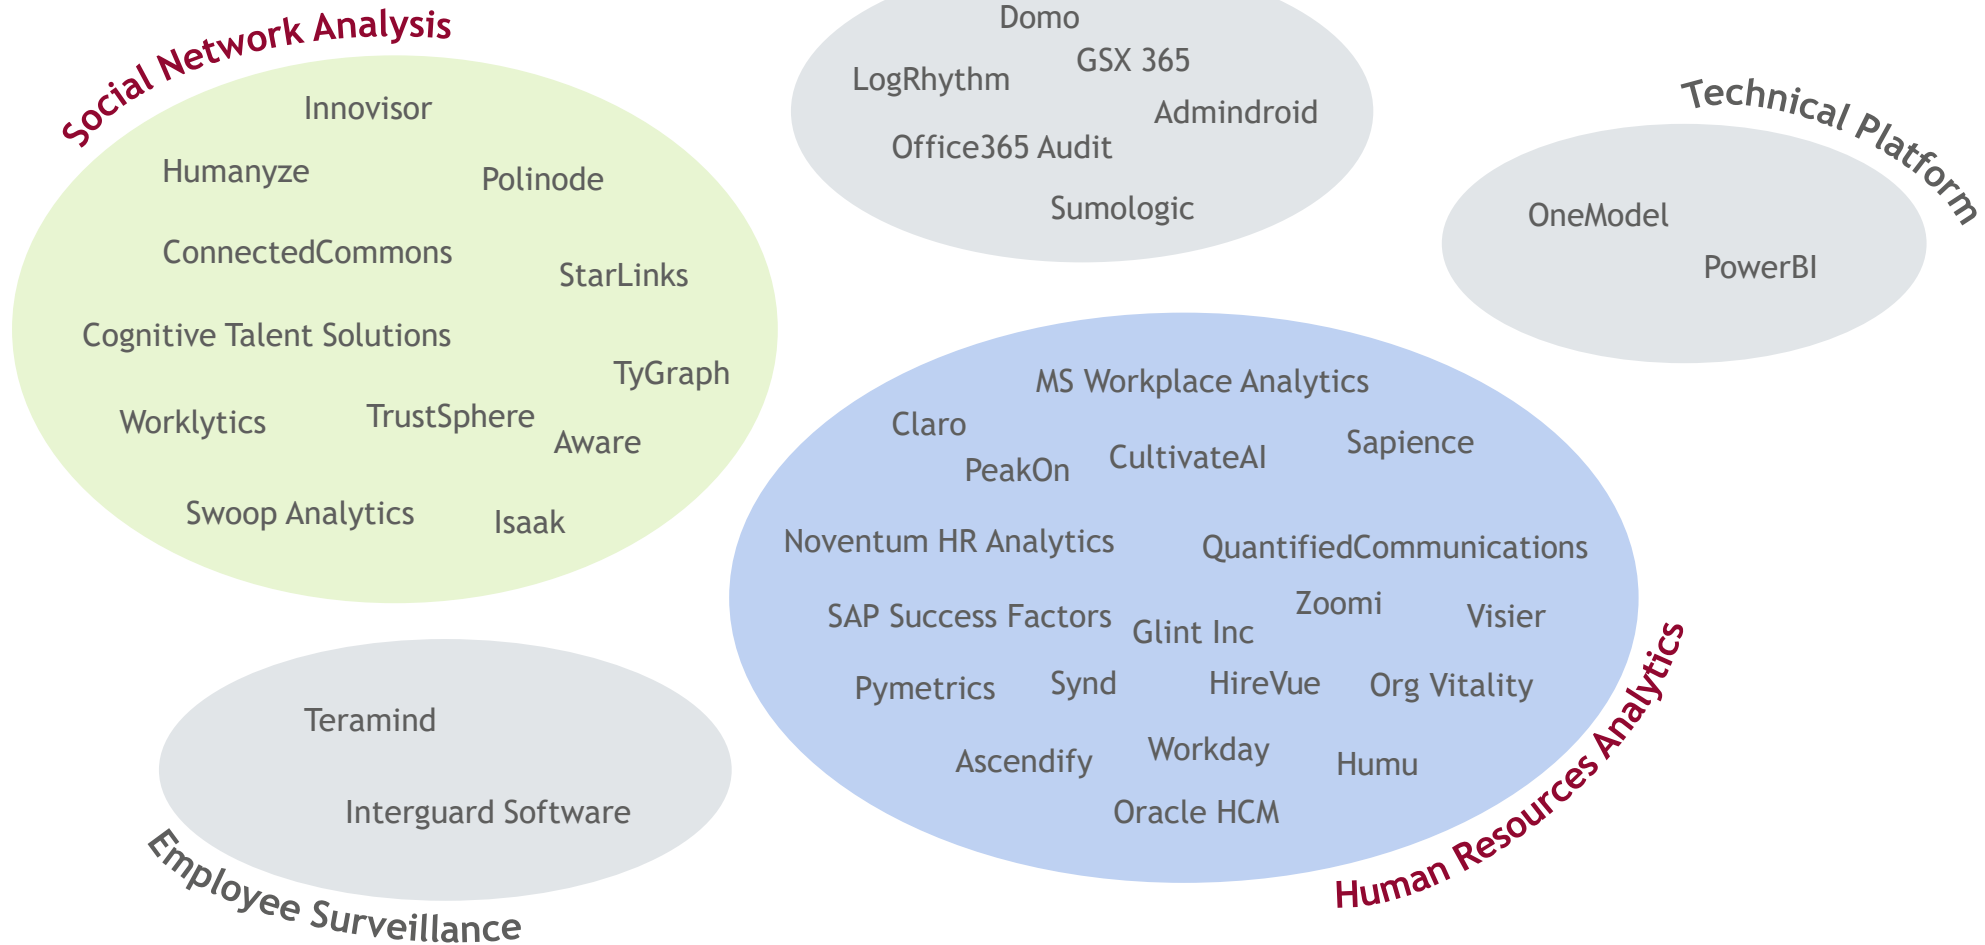 Social Network Analysis
Innovisor
Humanyze
Polinode
ConnectedCommons
StarLinks
Cognitive Talent Solutions
TyGraph
Worklytics
TrustSphere
Aware
Swoop Analytics
Isaak
Domo
GSX 365
LogRhythm
Admindroid
Office365 Audit
Sumologic
Technical Platform
OneModel
PowerBI
MS Workplace Analytics
Claro
CultivateAI
Sapience
PeakOn
Noventum HR Analytics
QuantifiedCommunications
SAP Success Factors
Glint Inc
Zoomi
Visier
Pymetrics
Synd
HireVue
Org Vitality
Ascendify
Workday
Humu
Oracle HCM
Human Resources Analytics
Teramind
Interguard Software
Employee Surveillance